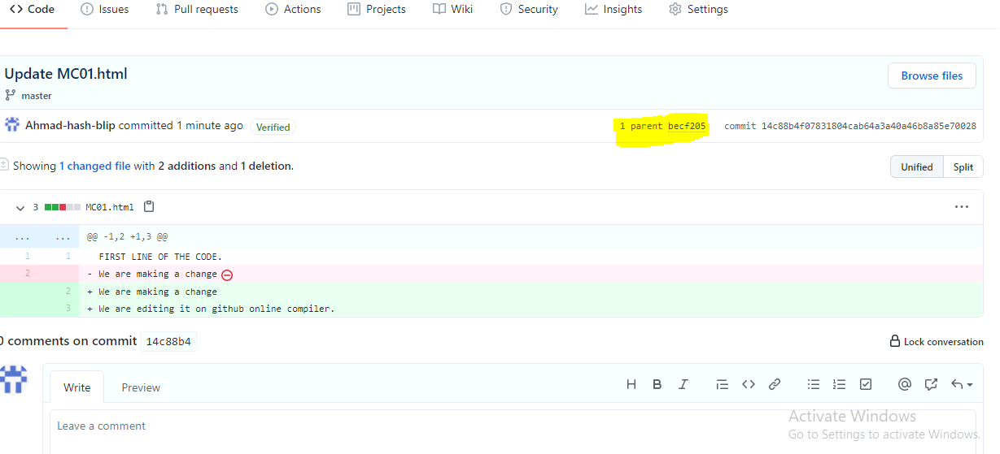 Code Issues Pull requests Actions Projects Wiki Security Insights Settings
Update MC01.html
Browse files
master
Ahmad-hash-blip committed 1 minute ago Verified 1 parent becf205 commit 14c88b4f07831804cab64a3a40a46b8a85e70028
Showing 1 changed file with 2 additions and 1 deletion.
Unified Split
3 MC01.html
... ... @@ -1,2 +1,3 @@
1 1 FIRST LINE OF THE CODE.
2 - We are making a change
2 + We are making a change
3 + We are editing it on github online compiler.
0 comments on commit 14c88b4
Lock conversation
Write Preview
Leave a comment
Activate Windows
Go to Settings to activate Windows.